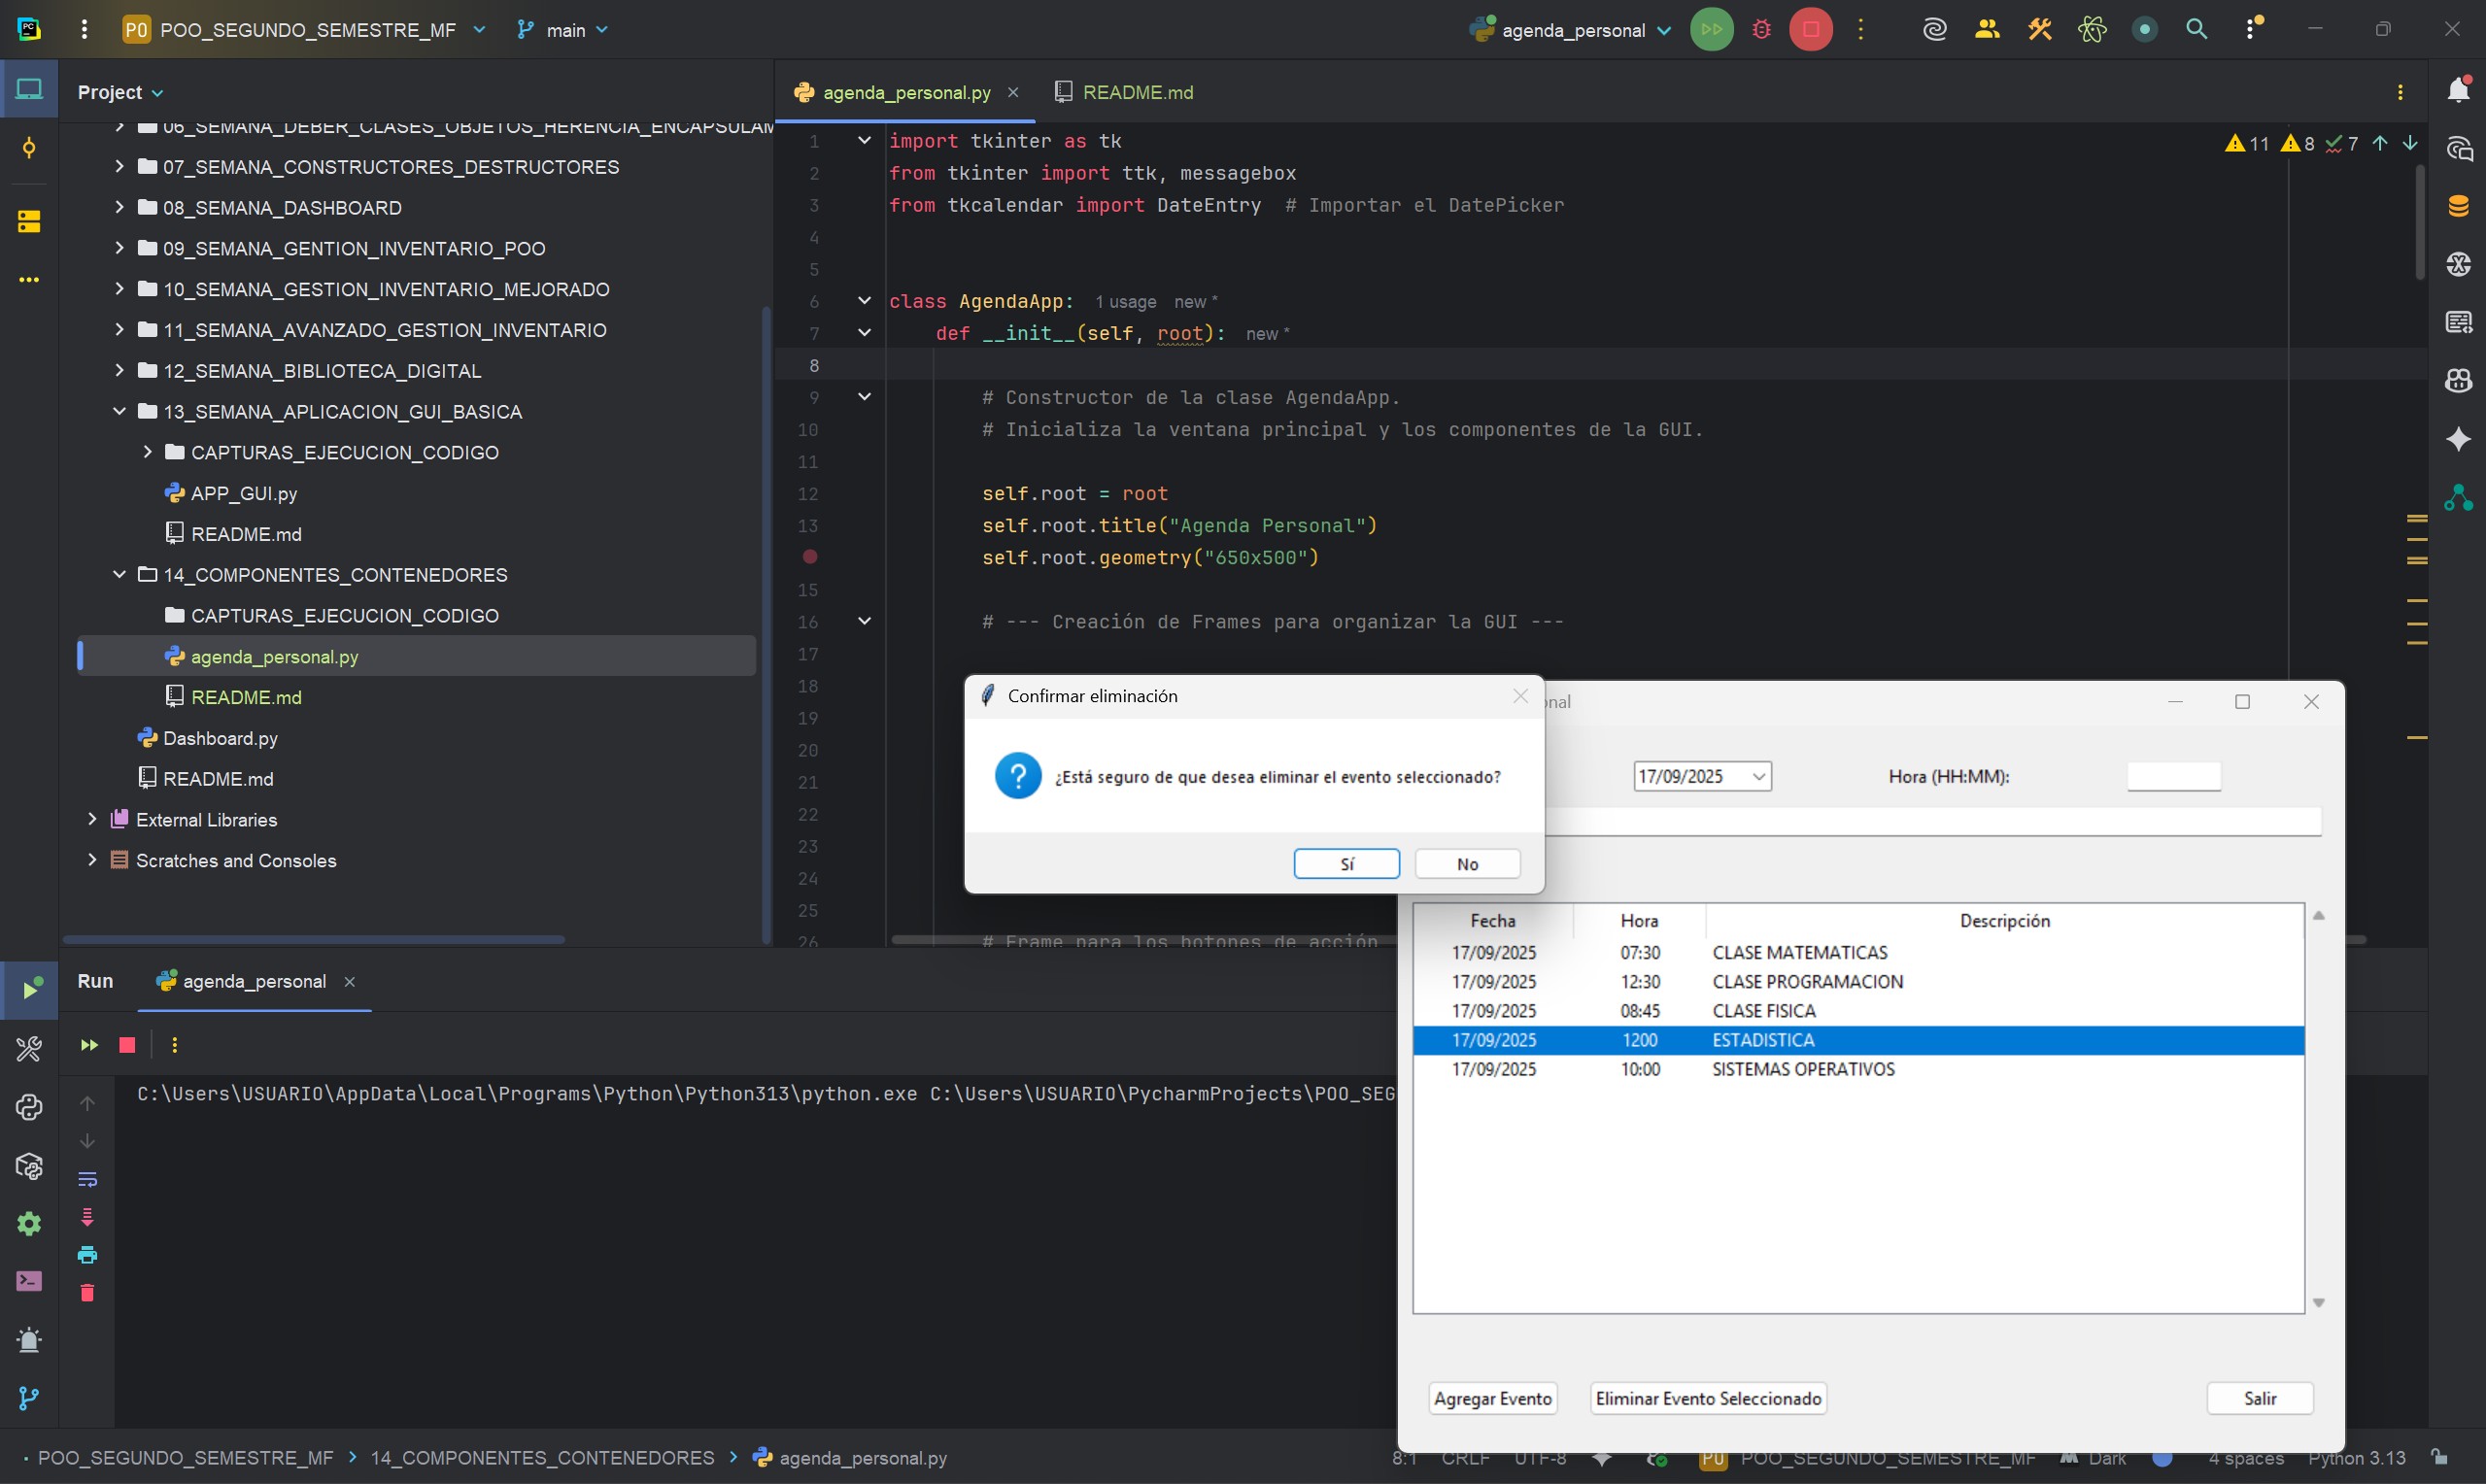 PC
PO POO_SEGUNDO_SEMESTRE_MF main agenda_personal
Project
06_SEMANA_DEBER_CLASES_OBJETOS_HERENCIA_ENCAPSULAM
07_SEMANA_CONSTRUCTORES_DESTRUCTORES
08_SEMANA_DASHBOARD
09_SEMANA_GESTION_INVENTARIO_POO
10_SEMANA_GESTION_INVENTARIO_MEJORADO
11_SEMANA_AVANZADO_GESTION_INVENTARIO
12_SEMANA_BIBLIOTECA_DIGITAL
13_SEMANA_APLICACION_GUI_BASICA
CAPTURAS_EJECUCION_CODIGO
APP_GUI.py
README.md
14_COMPONENTES_CONTENEDORES
CAPTURAS_EJECUCION_CODIGO
agenda_personal.py
README.md
Dashboard.py
README.md
External Libraries
Scratches and Consoles
agenda_personal.py README.md
11 8 7
1 import tkinter as tk
2 from tkinter import ttk, messagebox
3 from tkcalendar import DateEntry # Importar el DatePicker
4
5
6 class AgendaApp: 1 usage new *
7 def __init__(self, root): new *
8
9 # Constructor de la clase AgendaApp.
10 # Inicializa la ventana principal y los componentes de la GUI.
11
12 self.root = root
13 self.root.title("Agenda Personal")
self.root.geometry("650x500")
15
16 # --- Creación de Frames para organizar la GUI ---
17
18
19
20
21
22
23
24
25
26 # Frame para los botones de acción
Confirmar eliminación
¿Está seguro de que desea eliminar el evento seleccionado?
Sí No
onal
17/09/2025 Hora (HH:MM):
Fecha Hora Descripción
17/09/2025 07:30 CLASE MATEMATICAS
17/09/2025 12:30 CLASE PROGRAMACION
17/09/2025 08:45 CLASE FISICA
17/09/2025 1200 ESTADISTICA
17/09/2025 10:00 SISTEMAS OPERATIVOS
Agregar Evento Eliminar Evento Seleccionado Salir
Run agenda_personal
C:\Users\USUARIO\AppData\Local\Programs\Python\Python313\python.exe C:\Users\USUARIO\PycharmProjects\POO_SEG
POO_SEGUNDO_SEMESTRE_MF 14_COMPONENTES_CONTENEDORES agenda_personal.py
8:1 CRLF UTF-8 PO POO_SEGUNDO_SEMESTRE_MF Dark 4 spaces Python 3.13